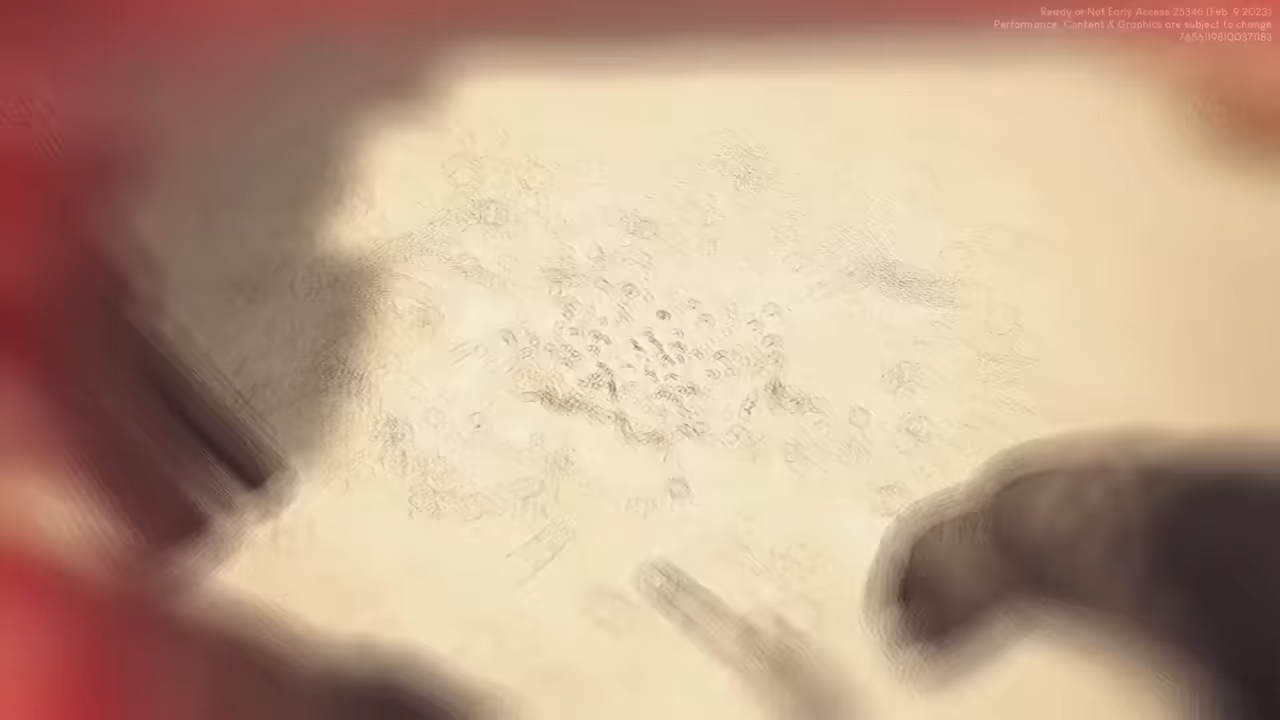 Ready or Not Early Access 25346 (Feb 9 2023)
Performance, Content & Graphics are subject to change
76561198100371183